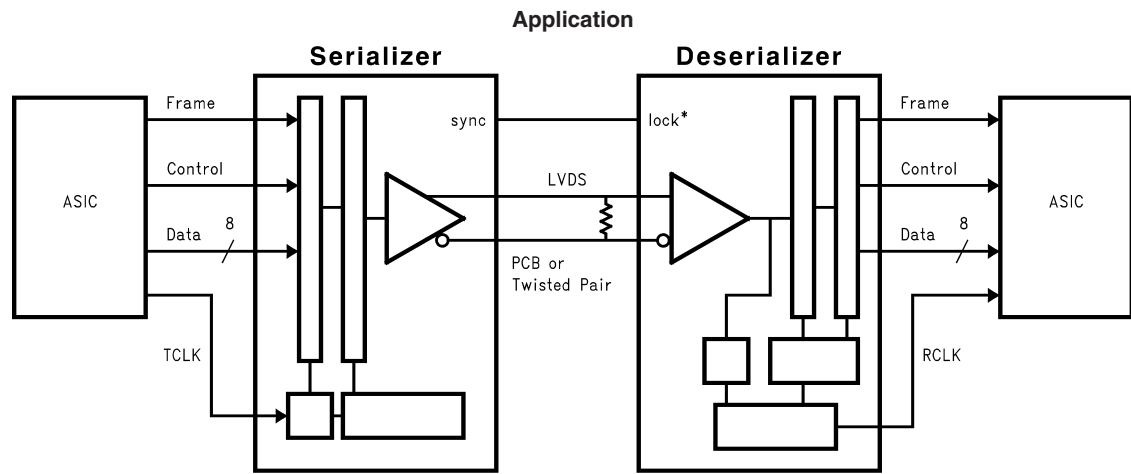 Application
Serializer
Deserializer
Frame
Control
ASIC
Data
8
TCLK
sync
lock*
LVDS
PCB or
Twisted Pair
Frame
Control
Data
8
RCLK
ASIC